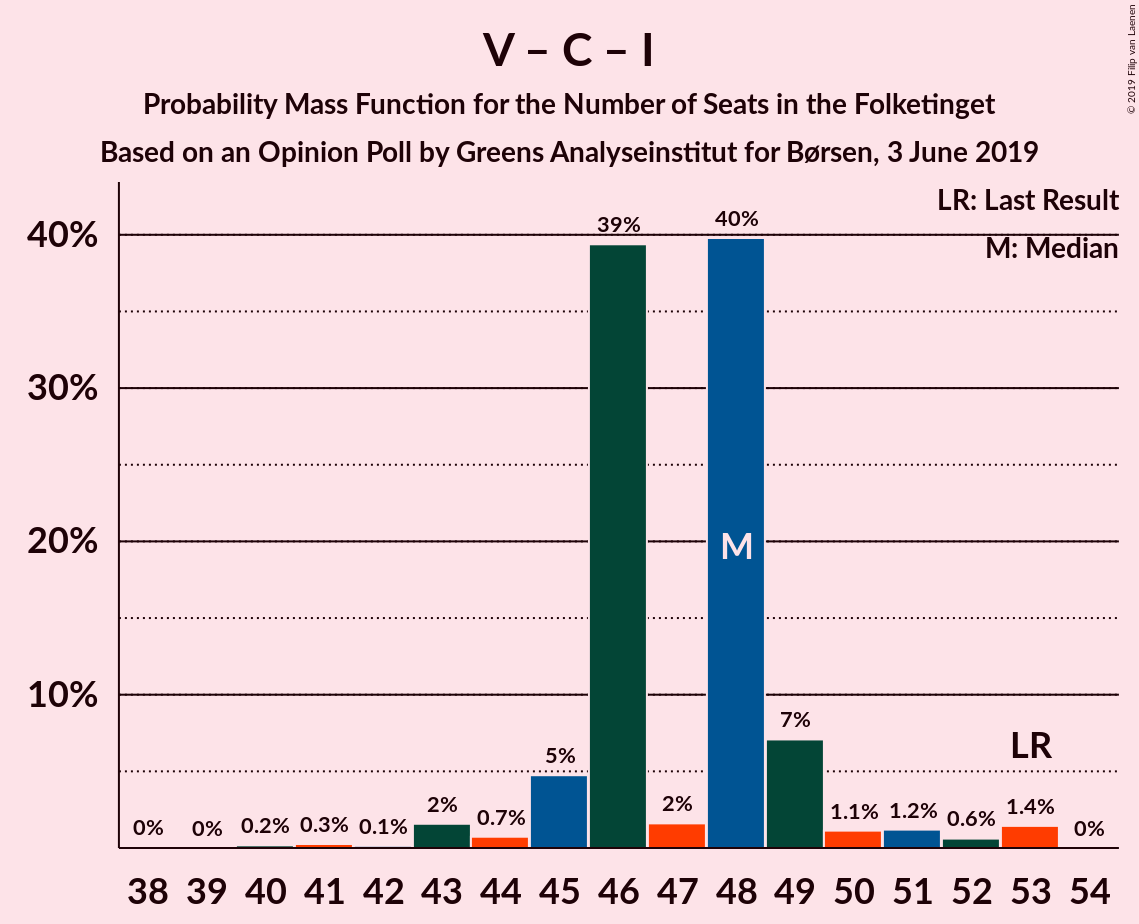 V – C – I
Probability Mass Function for the Number of Seats in the Folketinget
Based on an Opinion Poll by Greens Analyseinstitut for Børsen, 3 June 2019
© 2019 Filip van Laenen
LR: Last Result
M: Median
40%
30%
20%
10%
0%
0%
0.2%
0.3%
0.1%
2%
0.7%
5%
39%
2%
40%
7%
1.1%
1.2%
0.6%
1.4%
0%
M
LR
38 39 40 41 42 43 44 45 46 47 48 49 50 51 52 53 54